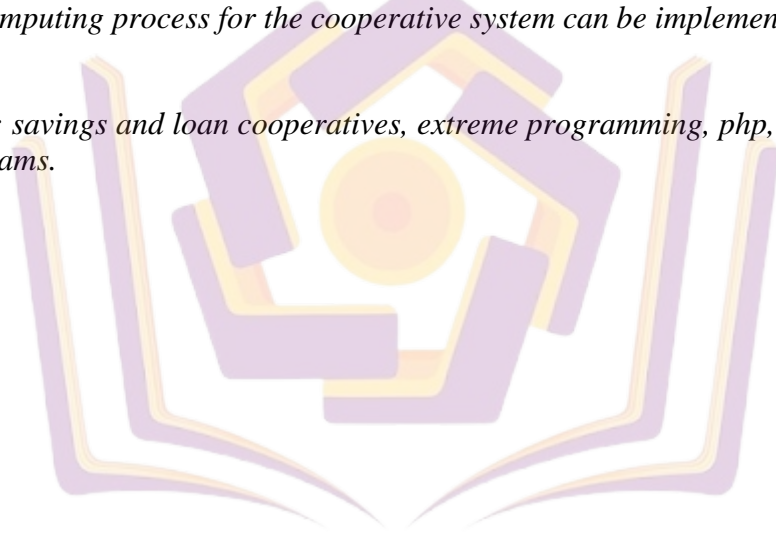 mputing process for the cooperative system can be implemen
: savings and loan cooperatives, extreme programming, php,
ams.